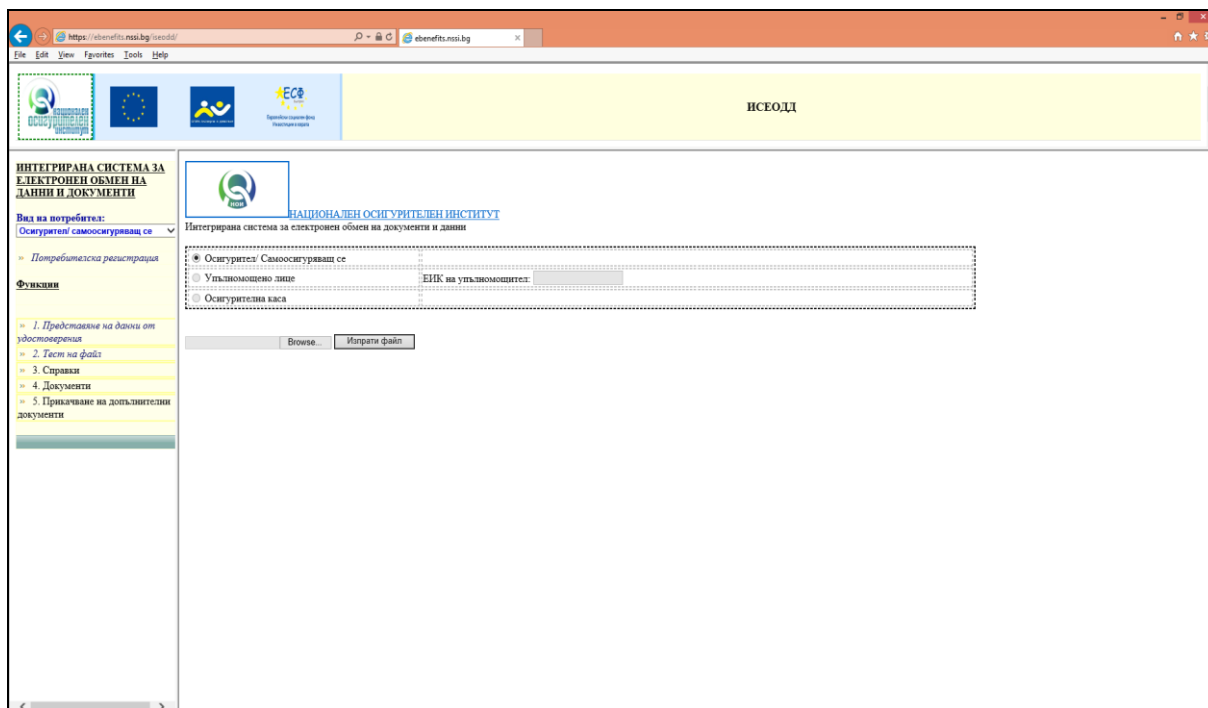 https://ebenefits.nssi.bg/iseodd/
ebenefits.nssi.bg
File Edit View Favorites Tools Help
национален
осигурителен
институт
ЕСФ
ИСЕОДД
ИНТЕГРИРАНА СИСТЕМА ЗА
ЕЛЕКТРОНЕН ОБМЕН НА
ДАННИ И ДОКУМЕНТИ
Вид на потребител:
Осигурител/ самоосигуряващ се
Потребителска регистрация
Функции
1. Представяне на данни от
удостоверения
2. Тест на файл
3. Справки
4. Документи
5. Прикачване на допълнителни
документи
НОИ
НАЦИОНАЛЕН ОСИГУРИТЕЛЕН ИНСТИТУТ
Интегрирана система за електронен обмен на документи и данни
Осигурител/ Самоосигуряващ се
Упълномощено лице
ЕИК на упълномощител:
Осигурителна каса
Browse...
Изпрати файл